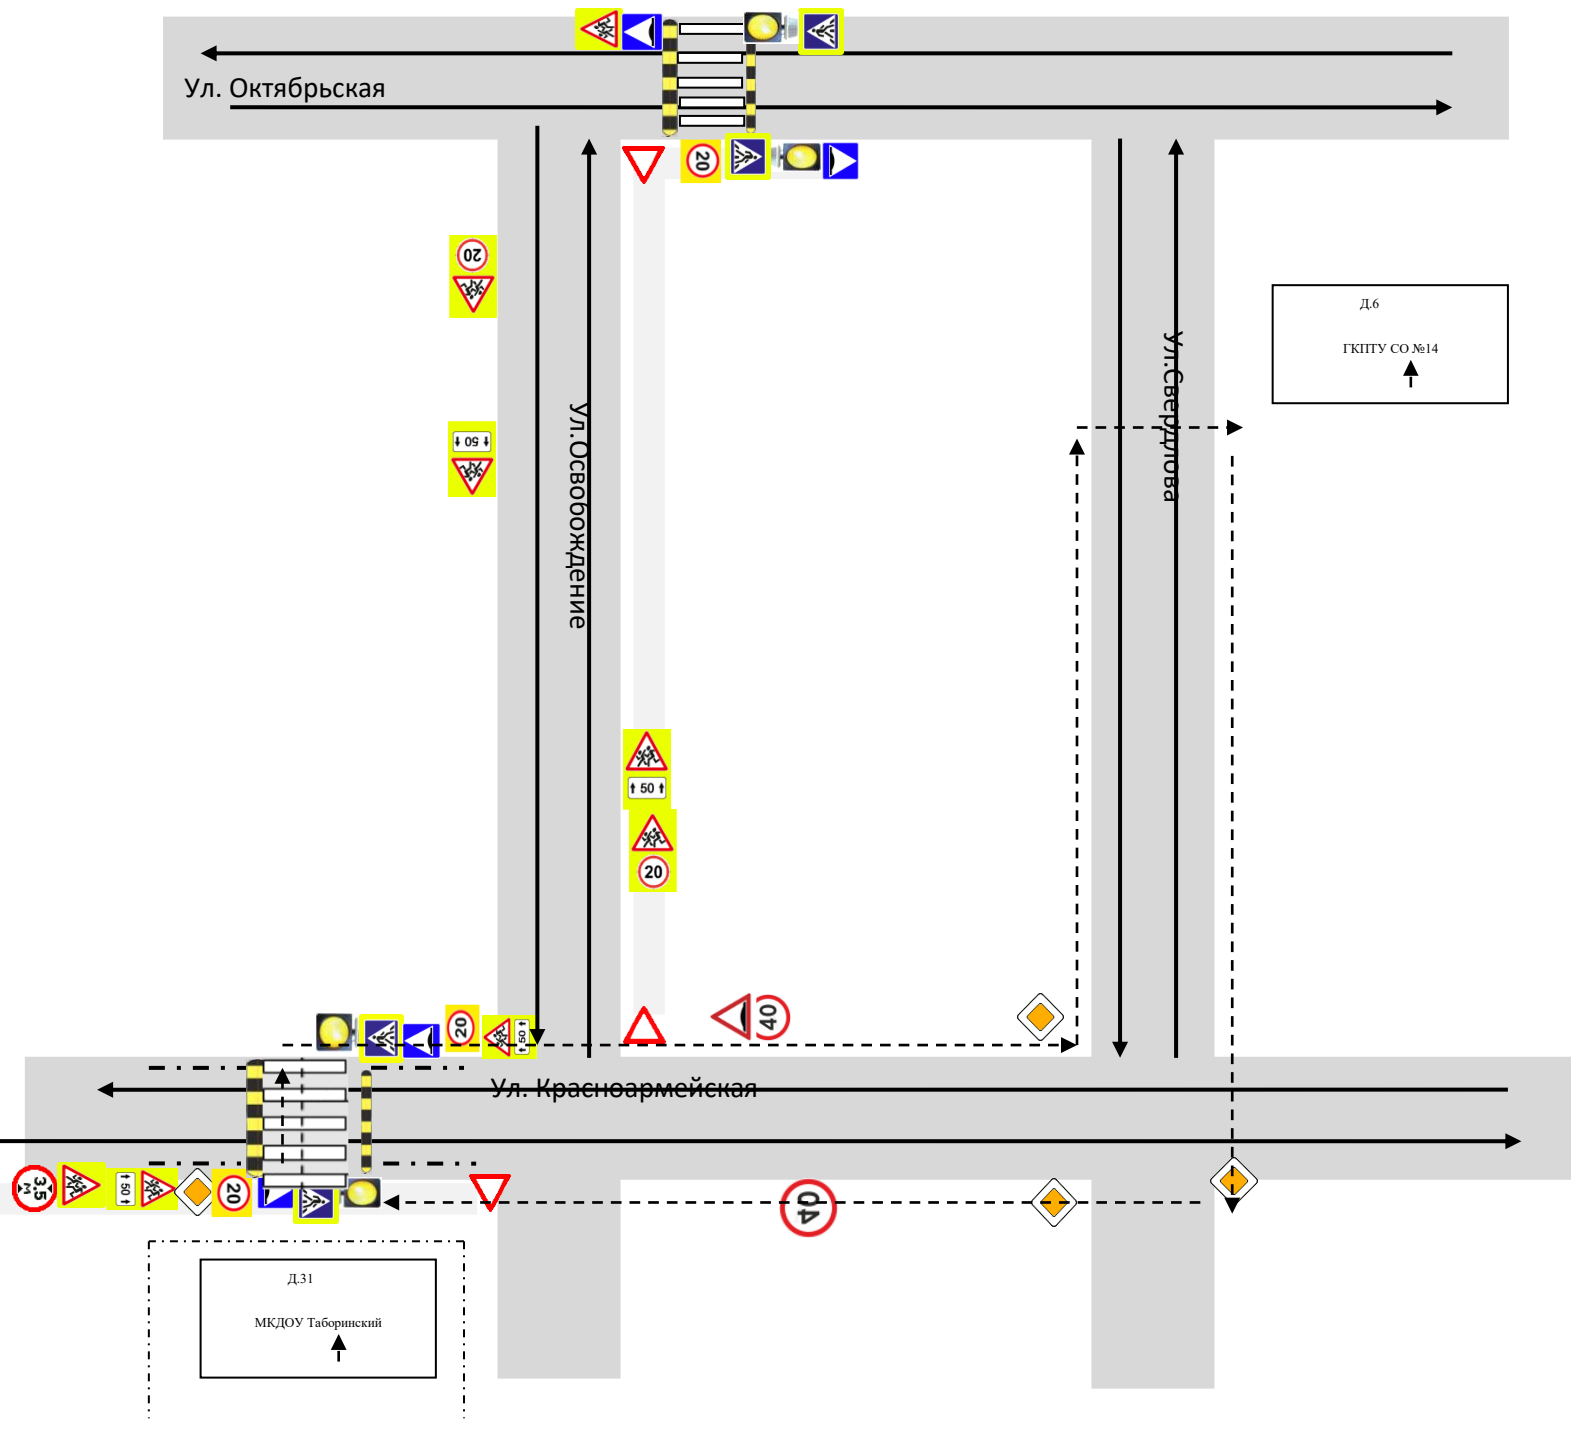 Ул. Октябрьская
20
20
50
Д.6
ГКПТУ СО №14
Ул.Свердлова
Ул.Освобождение
50
20
40
20
50
Ул. Красноармейская
3.5 м
50
20
40
Д.31
МКДОУ Таборинский